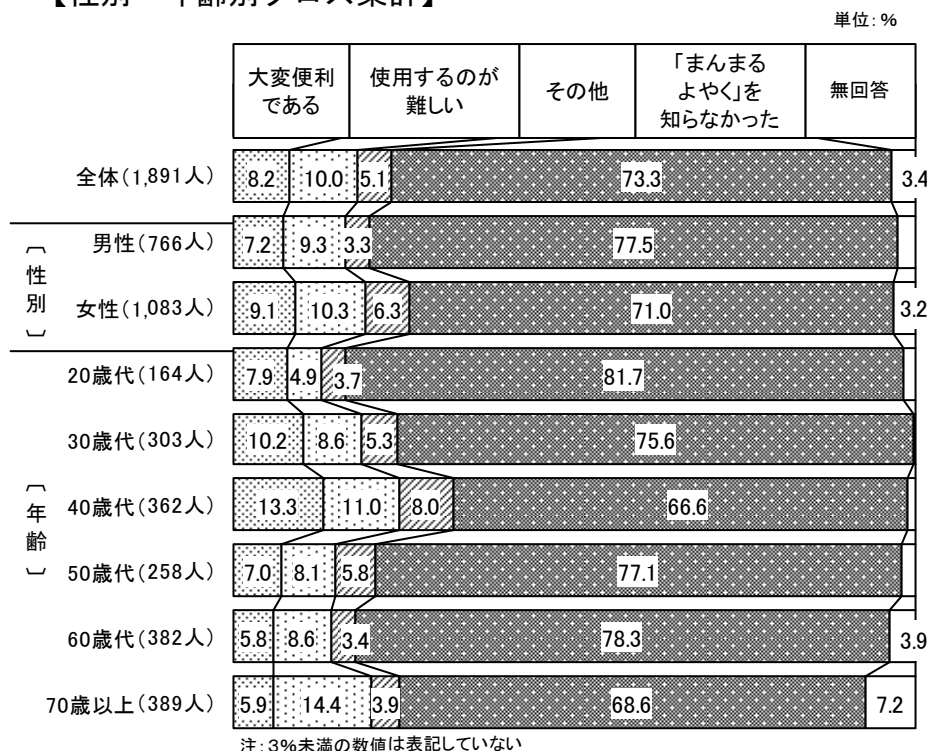 【性別・年齢別クロス集計】
単位：％
大変便利である
使用するのが難しい
その他
「まんまるよやく」を知らなかった
無回答
全体(1,891人) 8.2 10.0 5.1 73.3 3.4
〔性別〕
男性(766人) 7.2 9.3 3.3 77.5
女性(1,083人) 9.1 10.3 6.3 71.0 3.2
〔年齢〕
20歳代(164人) 7.9 4.9 3.7 81.7
30歳代(303人) 10.2 8.6 5.3 75.6
40歳代(362人) 13.3 11.0 8.0 66.6
50歳代(258人) 7.0 8.1 5.8 77.1
60歳代(382人) 5.8 8.6 3.4 78.3 3.9
70歳以上(389人) 5.9 14.4 3.9 68.6 7.2
注：3％未満の数値は表記していない